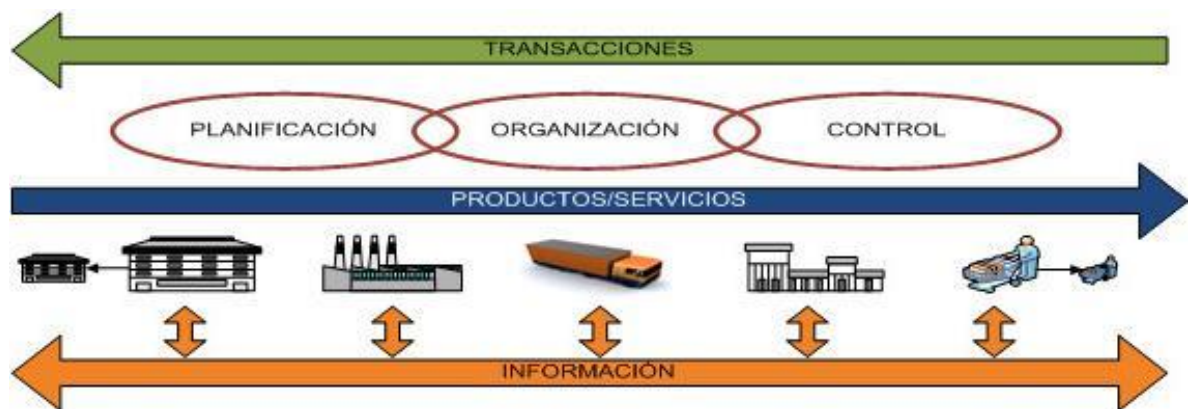 TRANSACCIONES
PLANIFICACIÓN
ORGANIZACIÓN
CONTROL
PRODUCTOS/SERVICIOS
INFORMACIÓN